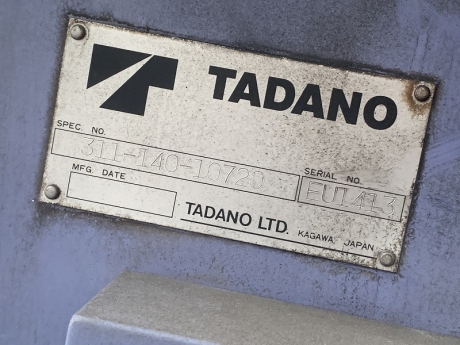 TADANO
SPEC. NO.
311-140-10720
SERIAL NO.
MFG. DATE
TADANO LTD. KAGAWA, JAPAN